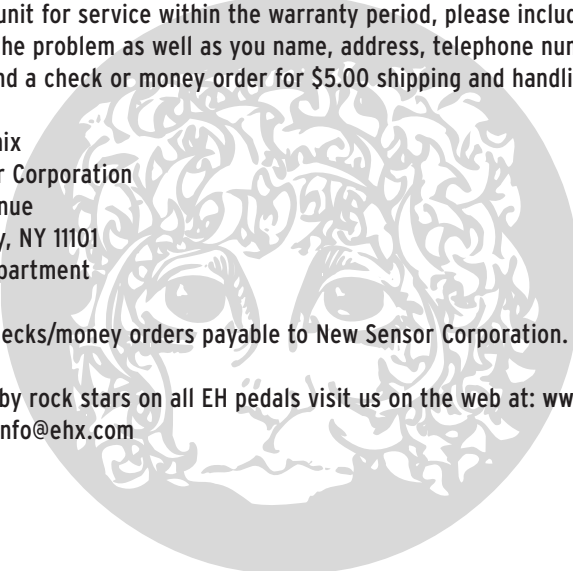 unit for service within the warranty period, please includ
he problem as well as you name, address, telephone nu
nd a check or money order for $5.00 shipping and handli
nix
r Corporation
nue
y, NY 11101
partment
ecks/money orders payable to New Sensor Corporation.
by rock stars on all EH pedals visit us on the web at: ww
nfo@ehx.com